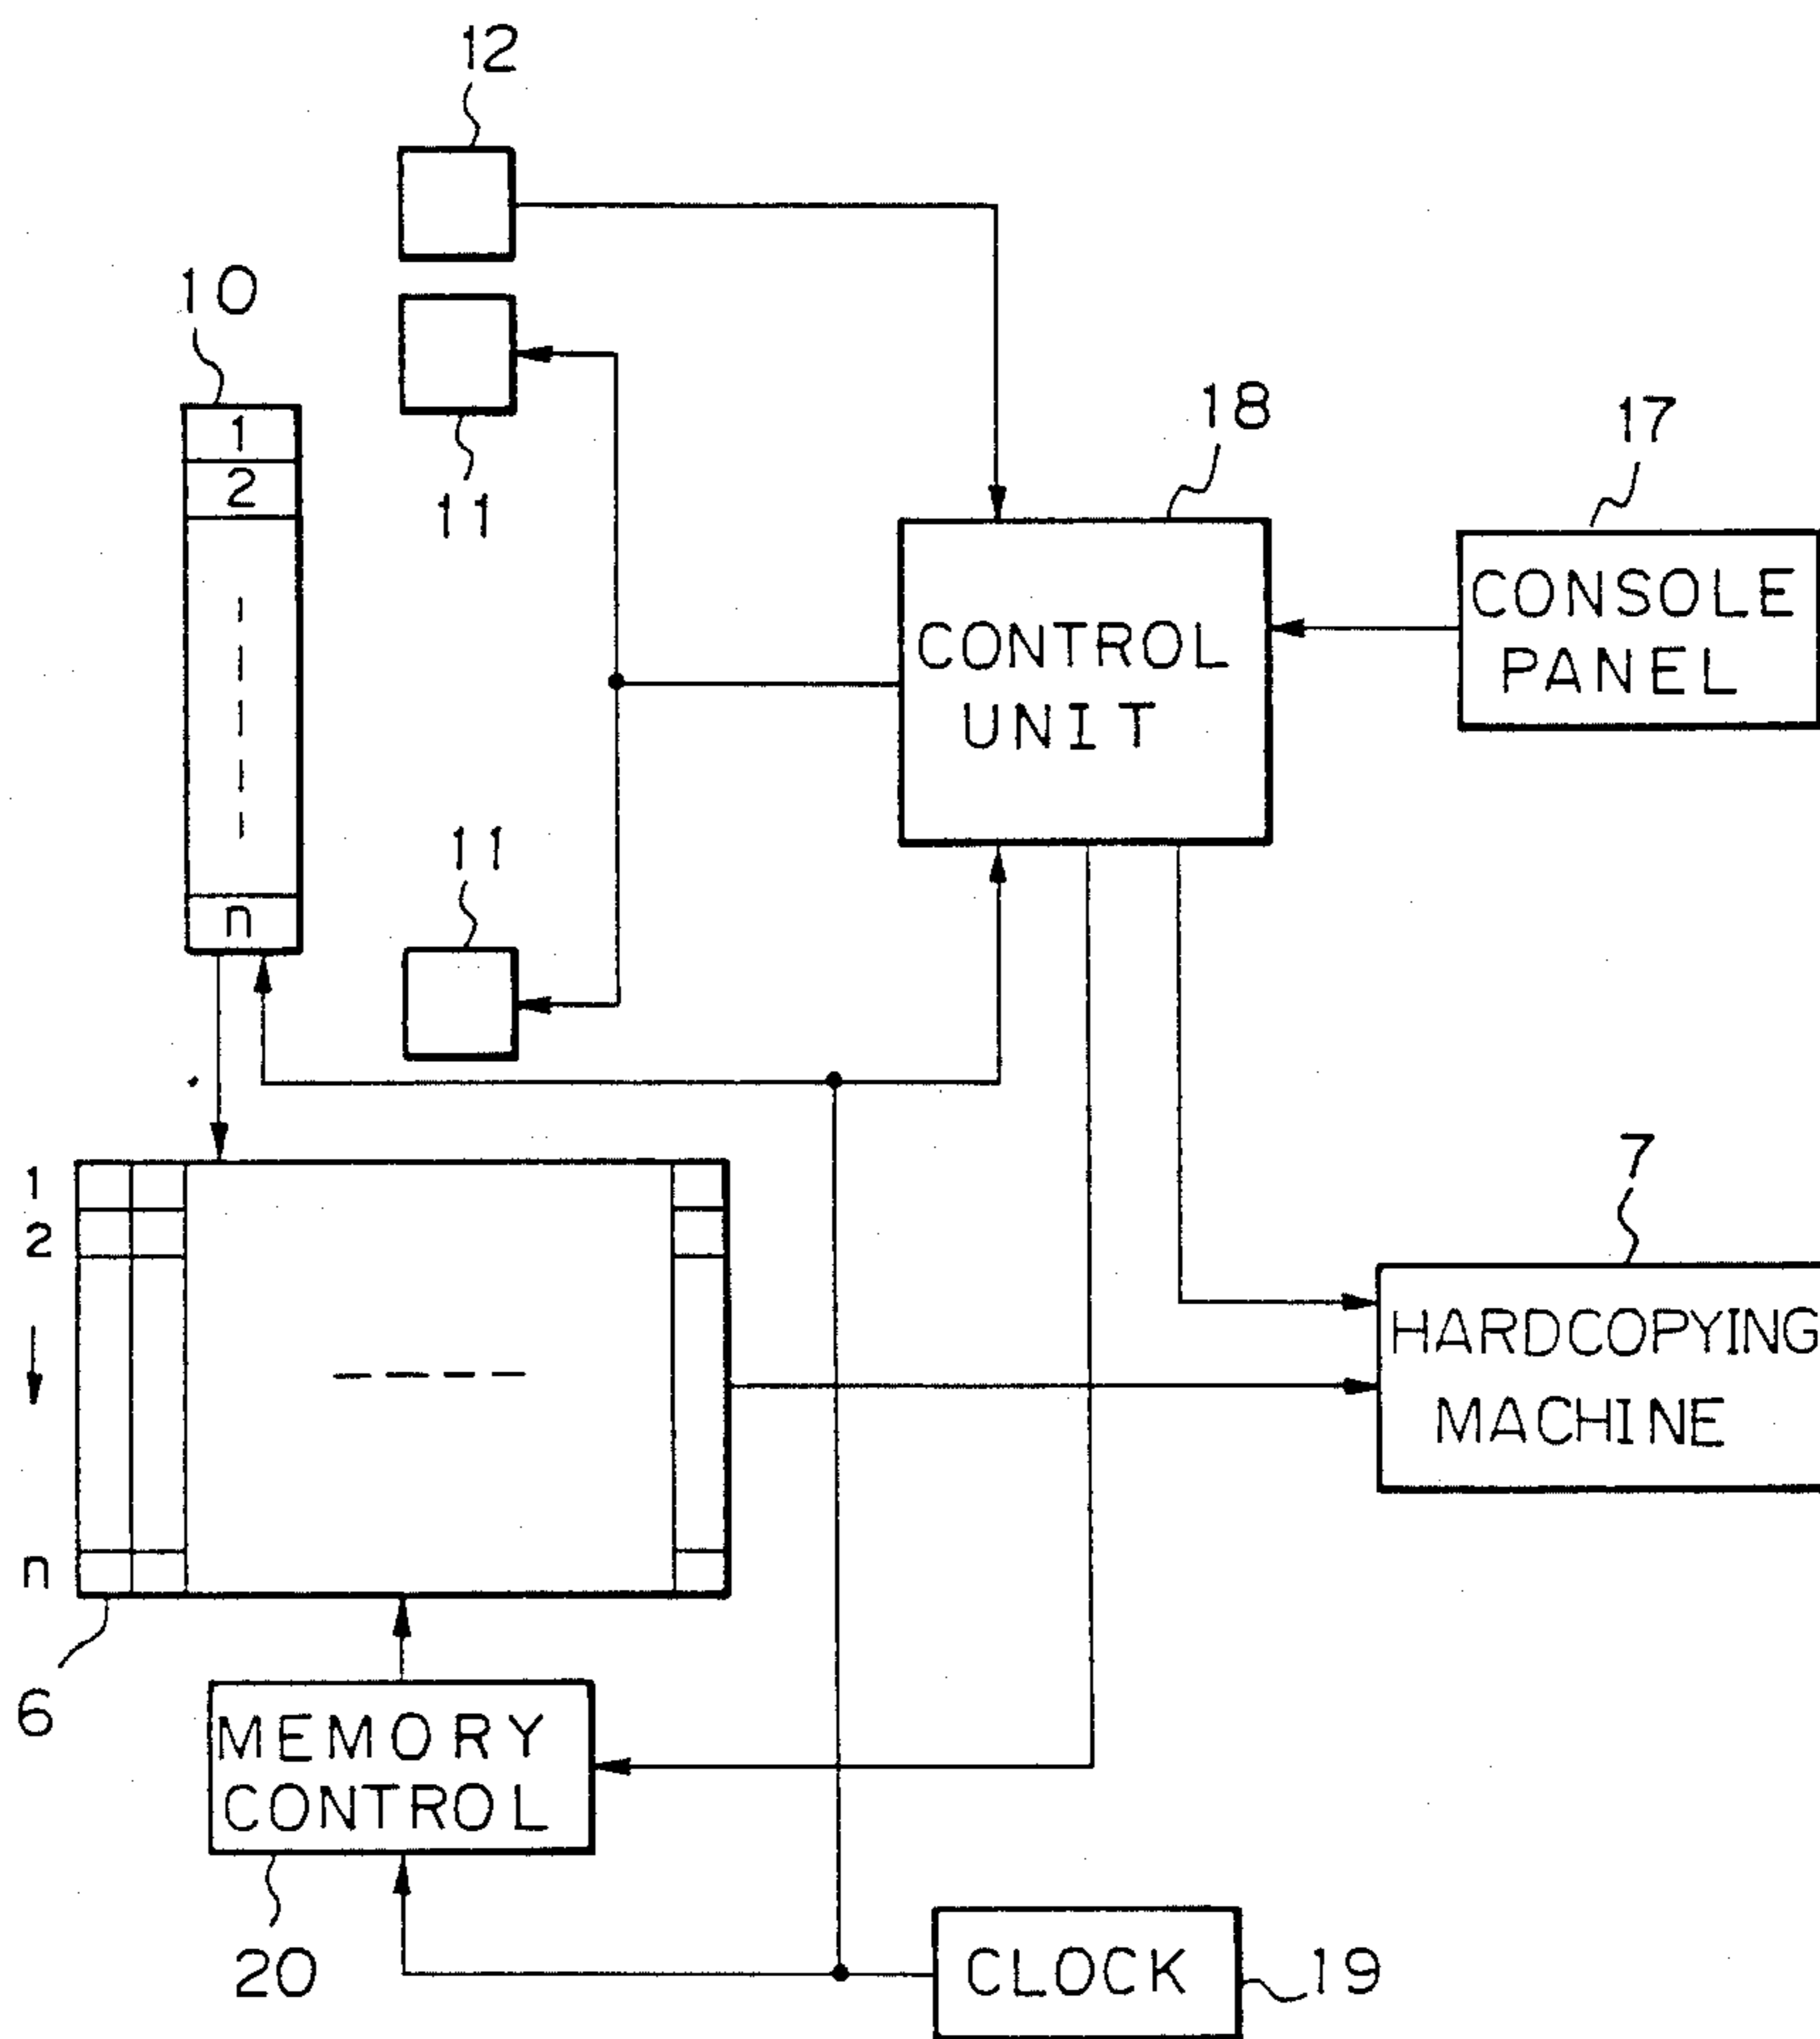 12
10
1
2
n
11
11
18
CONTROL
UNIT
17
CONSOLE
PANEL
1
2
n
6
7
HARDCOPYING
MACHINE
MEMORY
CONTROL
20
CLOCK
19